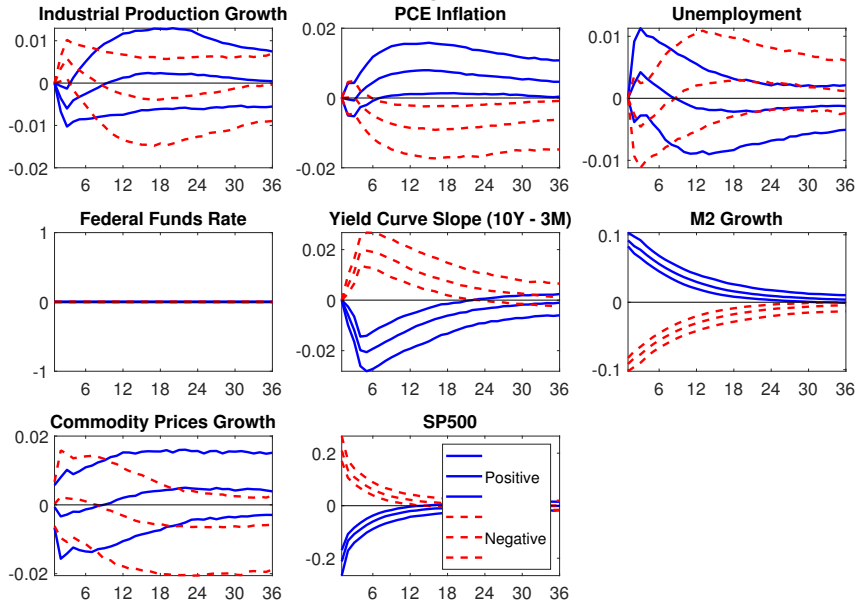 Industrial Production Growth
0.01
0
-0.01
-0.02
6 12 18 24 30 36
PCE Inflation
0.02
0
-0.02
6 12 18 24 30 36
Unemployment
0.01
0
-0.01
6 12 18 24 30 36
Federal Funds Rate
1
0
-1
6 12 18 24 30 36
Yield Curve Slope (10Y - 3M)
0.02
0
-0.02
6 12 18 24 30 36
M2 Growth
0.1
0
-0.1
6 12 18 24 30 36
Commodity Prices Growth
0.02
0
-0.02
6 12 18 24 30 36
SP500
0.2
0
-0.2
6 12 18 24 30 36
Positive
Negative